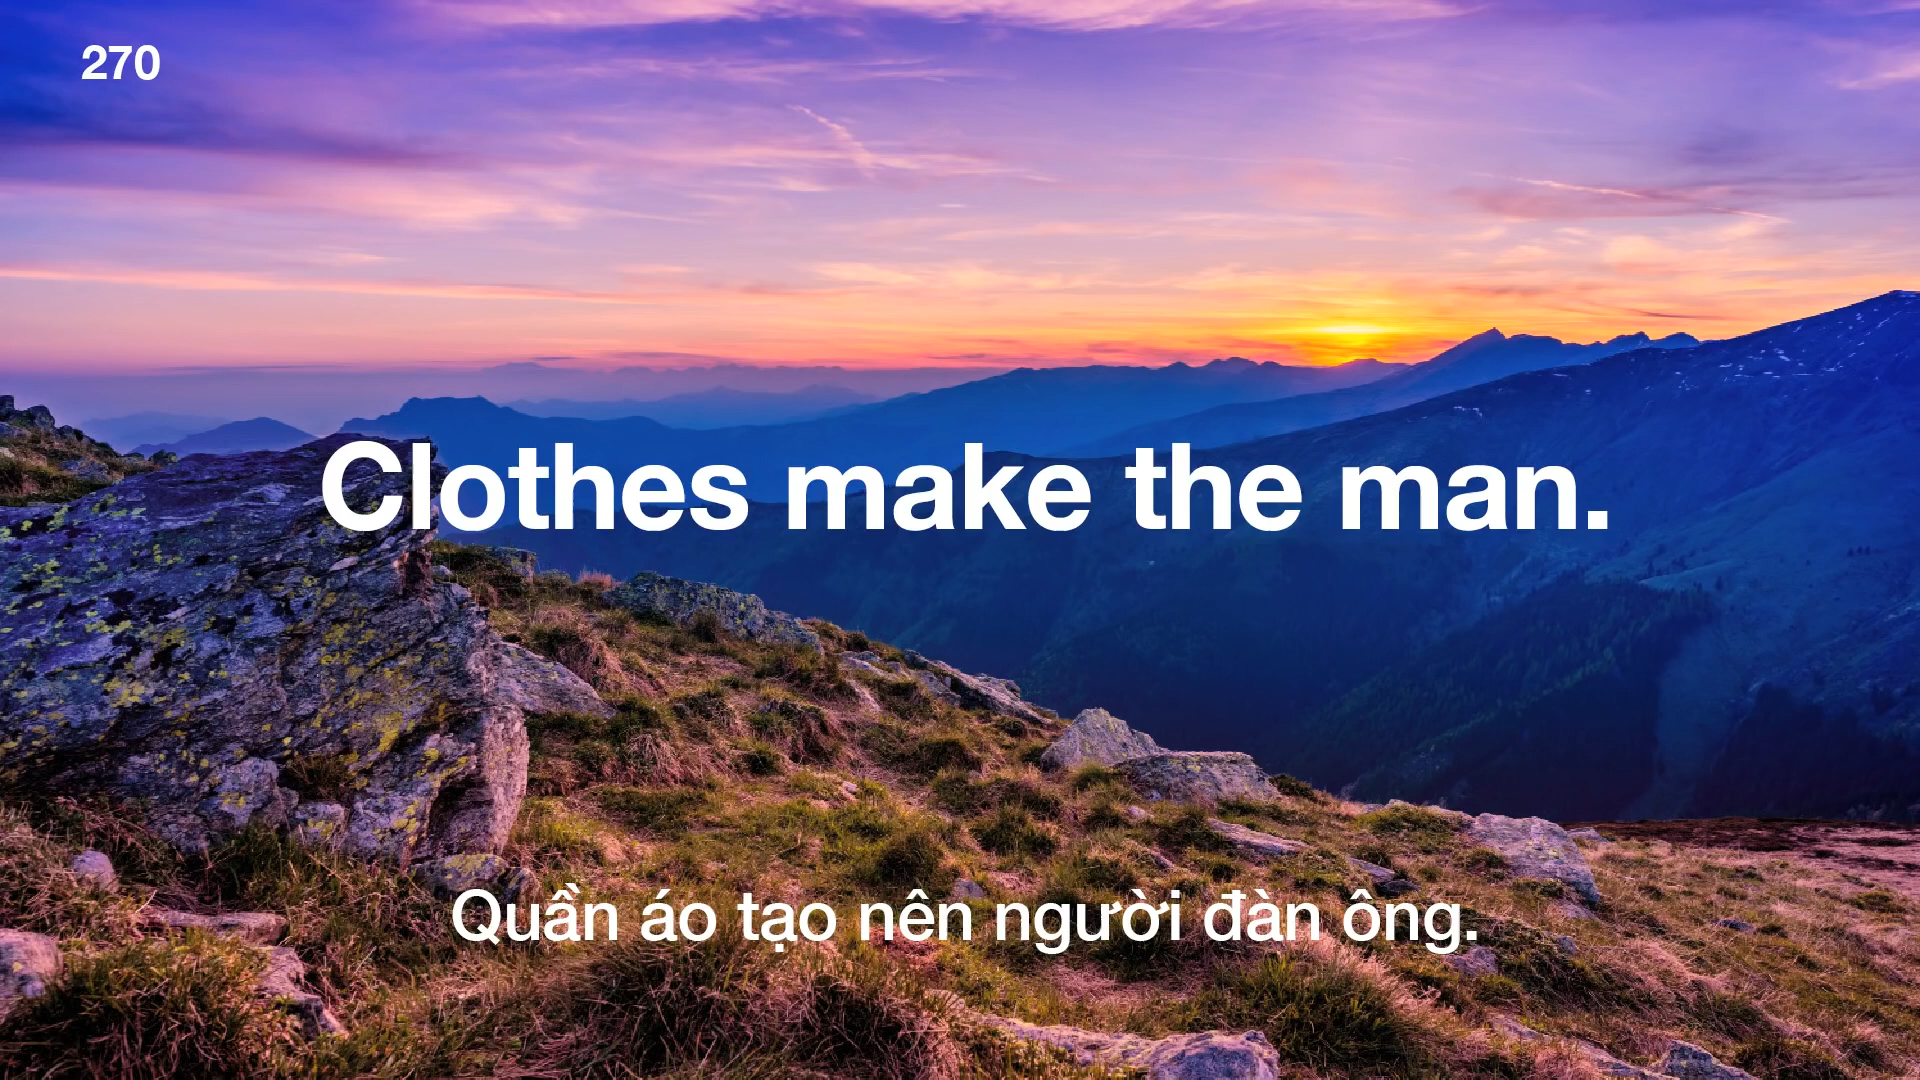 270
Clothes make the man.
Quần áo tạo nên người đàn ông.